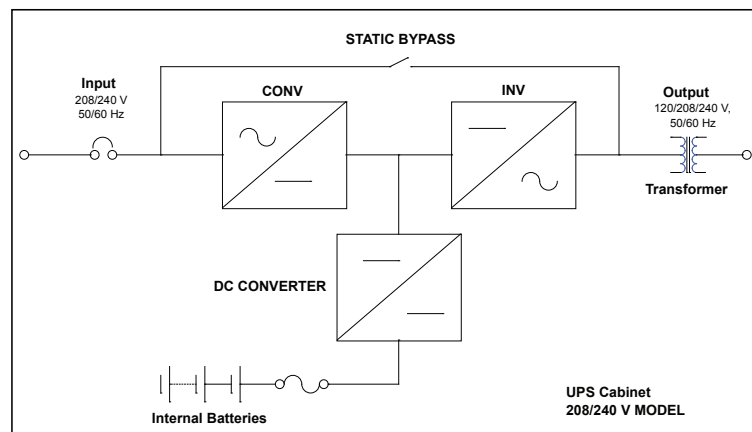 STATIC BYPASS
Input
208/240 V
50/60 Hz
CONV
INV
Output
120/208/240 V,
50/60 Hz
Transformer
DC CONVERTER
Internal Batteries
UPS Cabinet
208/240 V MODEL